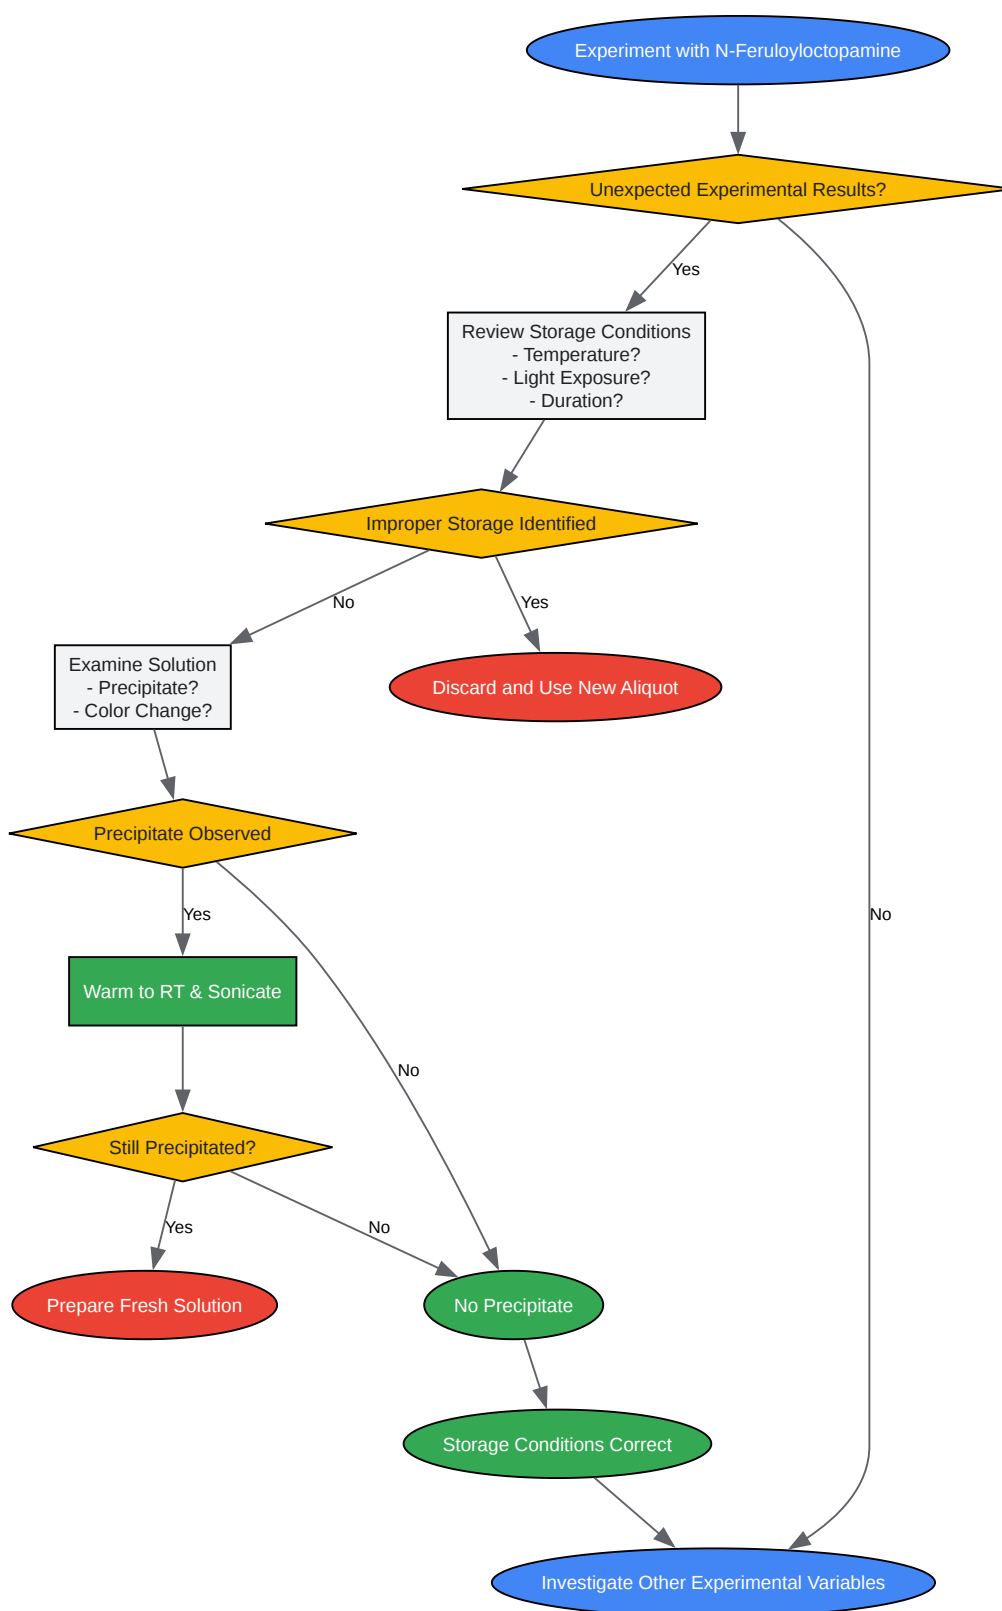 Experiment with N-Feruloyloctopamine
Unexpected Experimental Results?
Yes
Review Storage Conditions
- Temperature?
- Light Exposure?
- Duration?
Improper Storage Identified
No
Yes
Examine Solution
- Precipitate?
- Color Change?
Discard and Use New Aliquot
Precipitate Observed
Yes
No
Warm to RT & Sonicate
No
Still Precipitated?
Yes
No
Prepare Fresh Solution
No Precipitate
Storage Conditions Correct
Investigate Other Experimental Variables